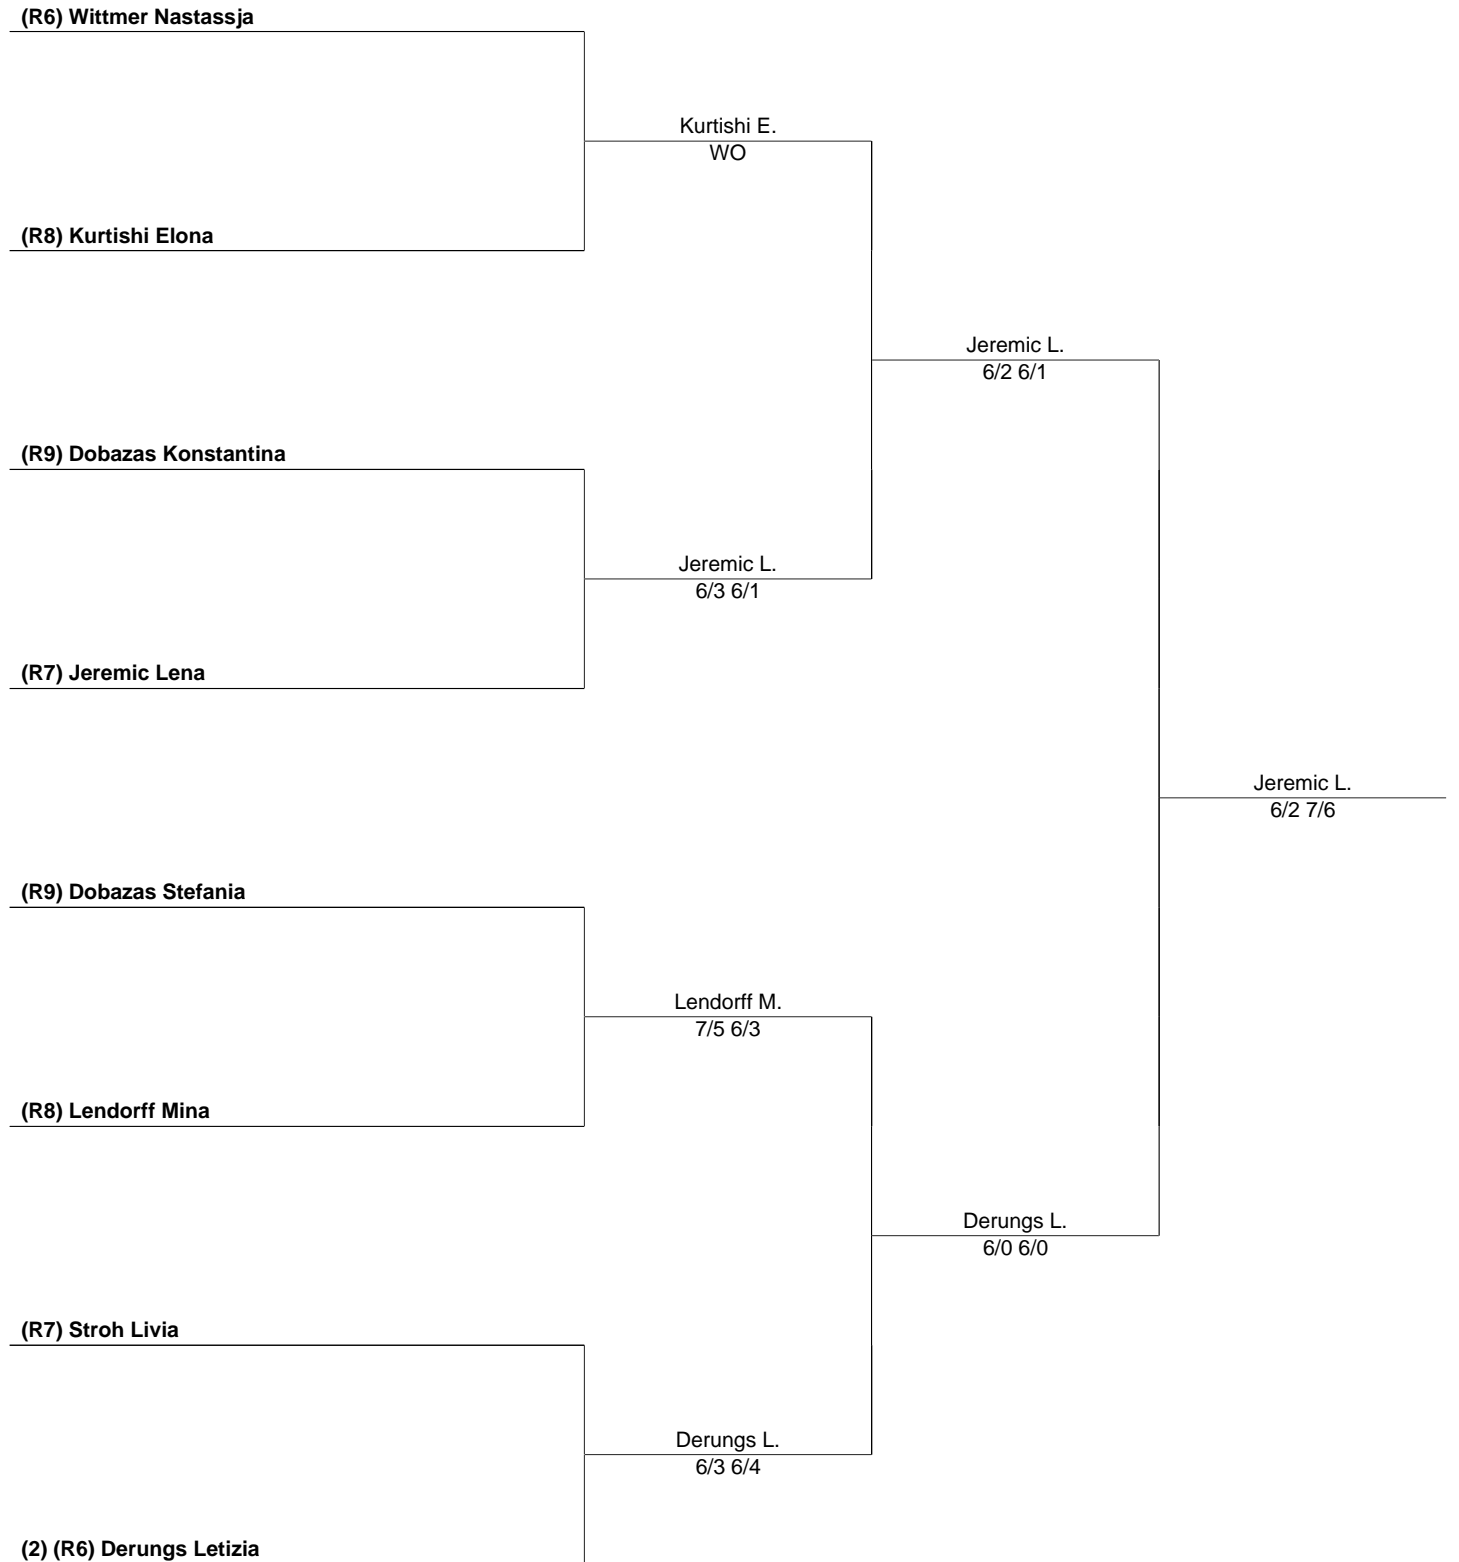 (R6) Wittmer Nastassja
Kurtishi E.
WO
(R8) Kurtishi Elona
Jeremic L.
6/2 6/1
(R9) Dobazas Konstantina
Jeremic L.
6/3 6/1
(R7) Jeremic Lena
Jeremic L.
6/2 7/6
(R9) Dobazas Stefania
Lendorff M.
7/5 6/3
(R8) Lendorff Mina
Derungs L.
6/0 6/0
(R7) Stroh Livia
Derungs L.
6/3 6/4
(2) (R6) Derungs Letizia